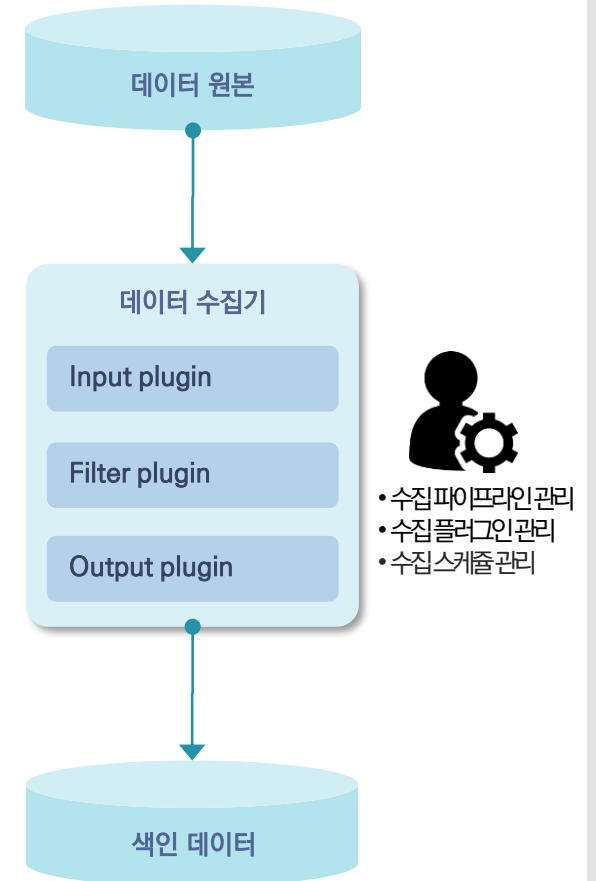 데이터 원본
데이터 수집기
Input plugin
Filter plugin
Output plugin
• 수집 파이프라인 관리
• 수집 플러그인 관리
• 수집 스케쥴 관리
색인 데이터